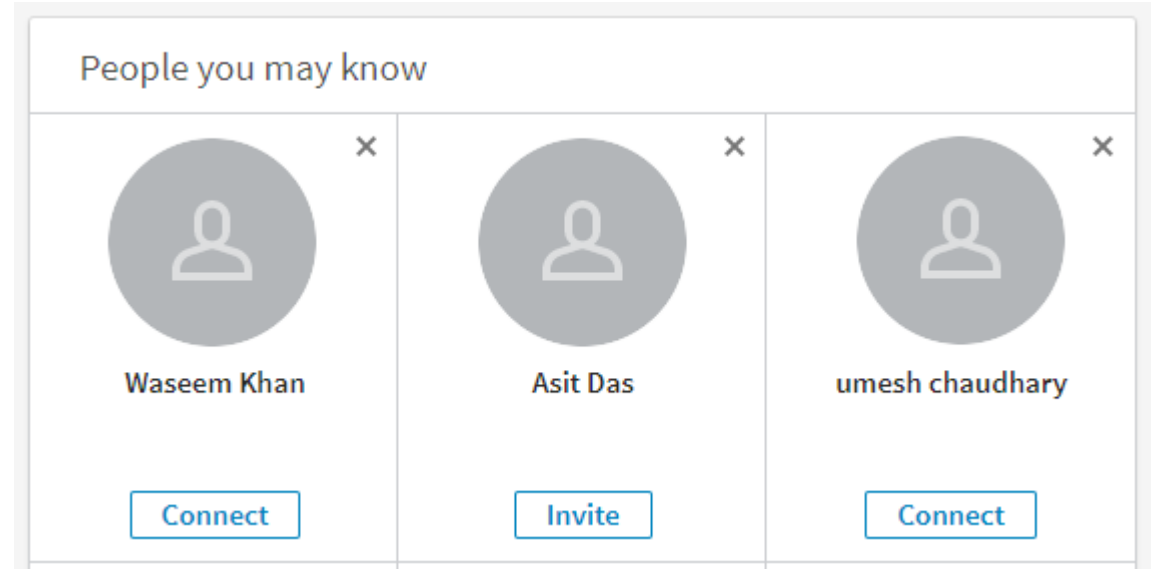 People you may know
Waseem Khan
Asit Das
umesh chaudhary
Connect
Invite
Connect